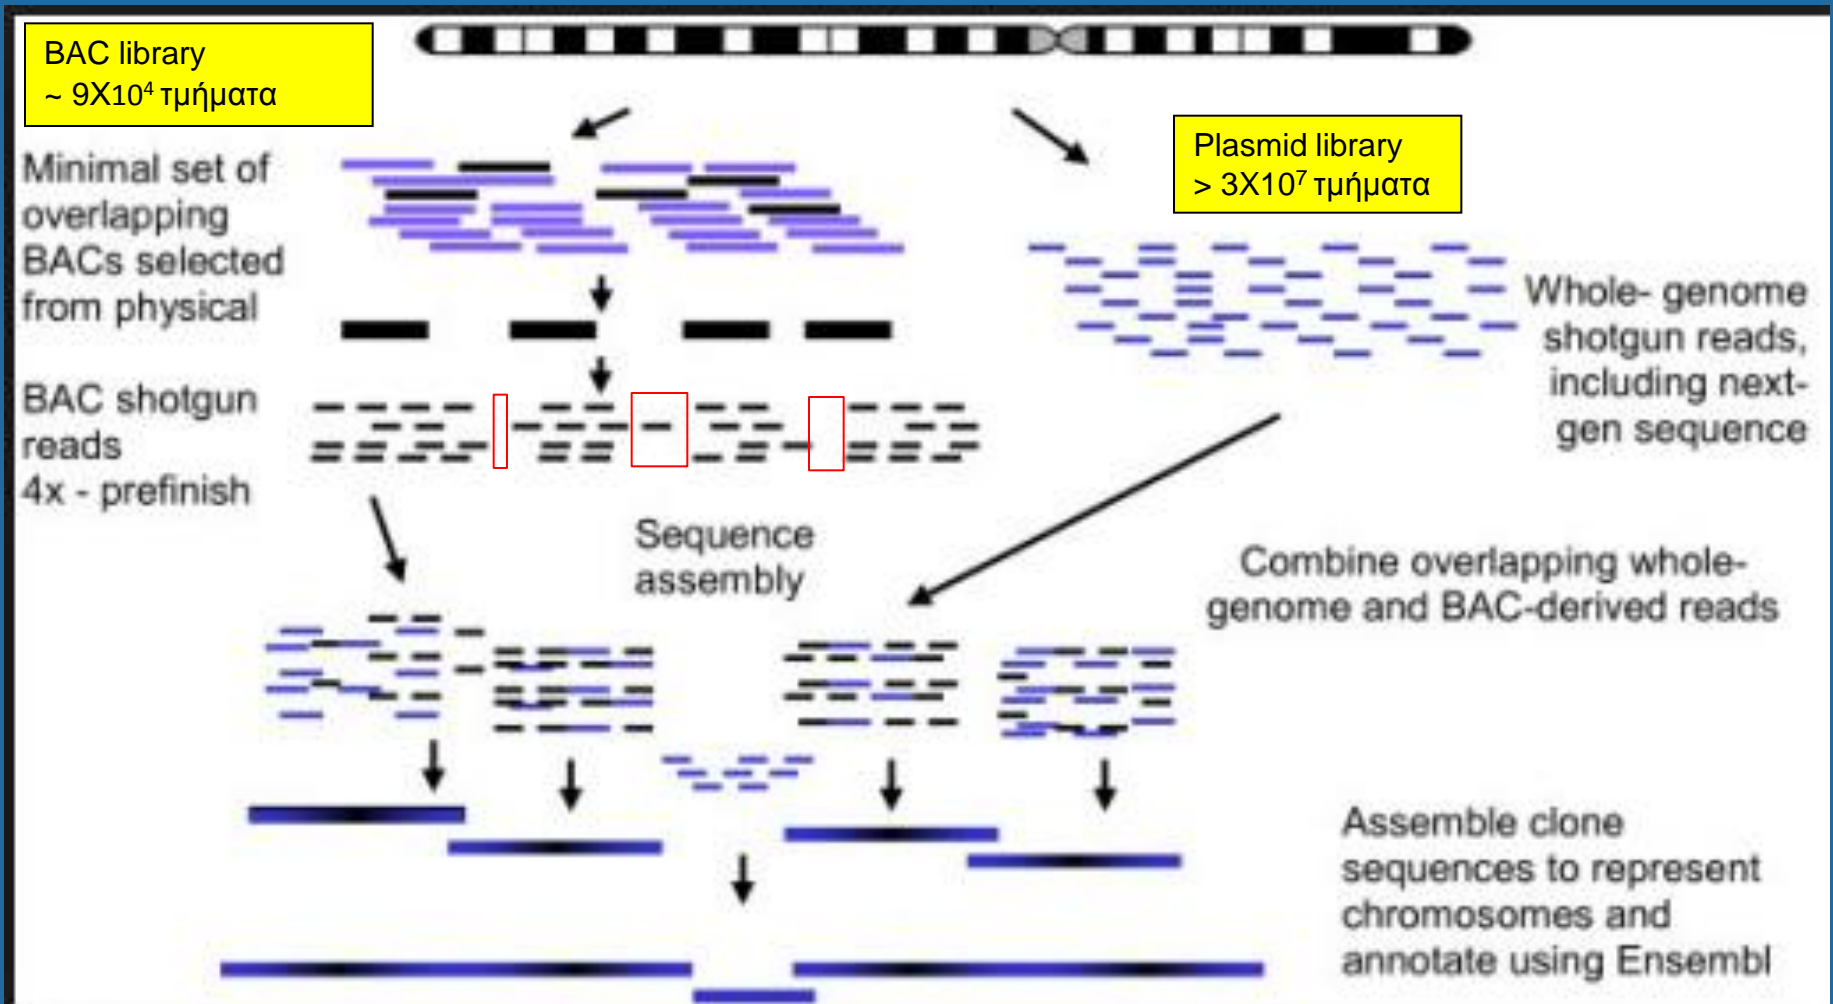 BAC library
~ 9X10⁴ τμήματα
Plasmid library
> 3X10⁷ τμήματα
Minimal set of
overlapping
BACs selected
from physical
Whole- genome
shotgun reads,
including next-
gen sequence
BAC shotgun
reads
4x - prefinish
Sequence
assembly
Combine overlapping whole-
genome and BAC-derived reads
Assemble clone
sequences to represent
chromosomes and
annotate using Ensembl